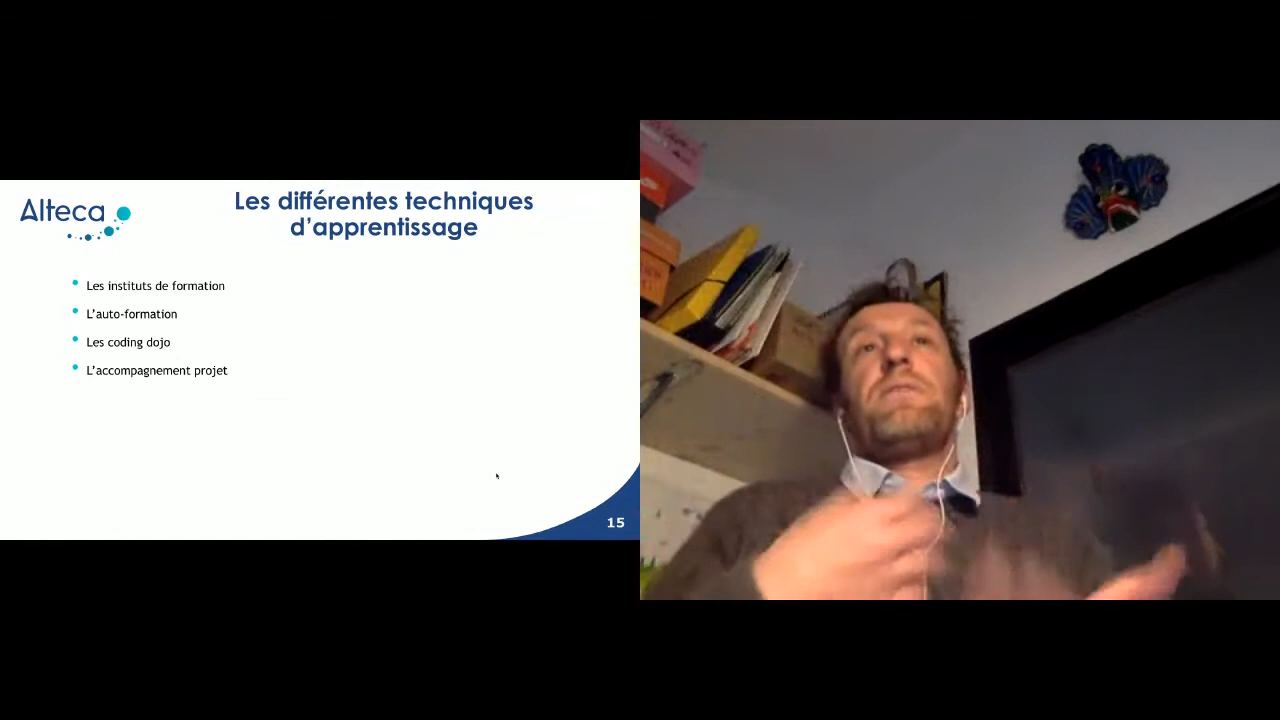 Alteca
Les différentes techniques
d'apprentissage
Les instituts de formation
L'auto-formation
Les coding dojo
L'accompagnement projet
15